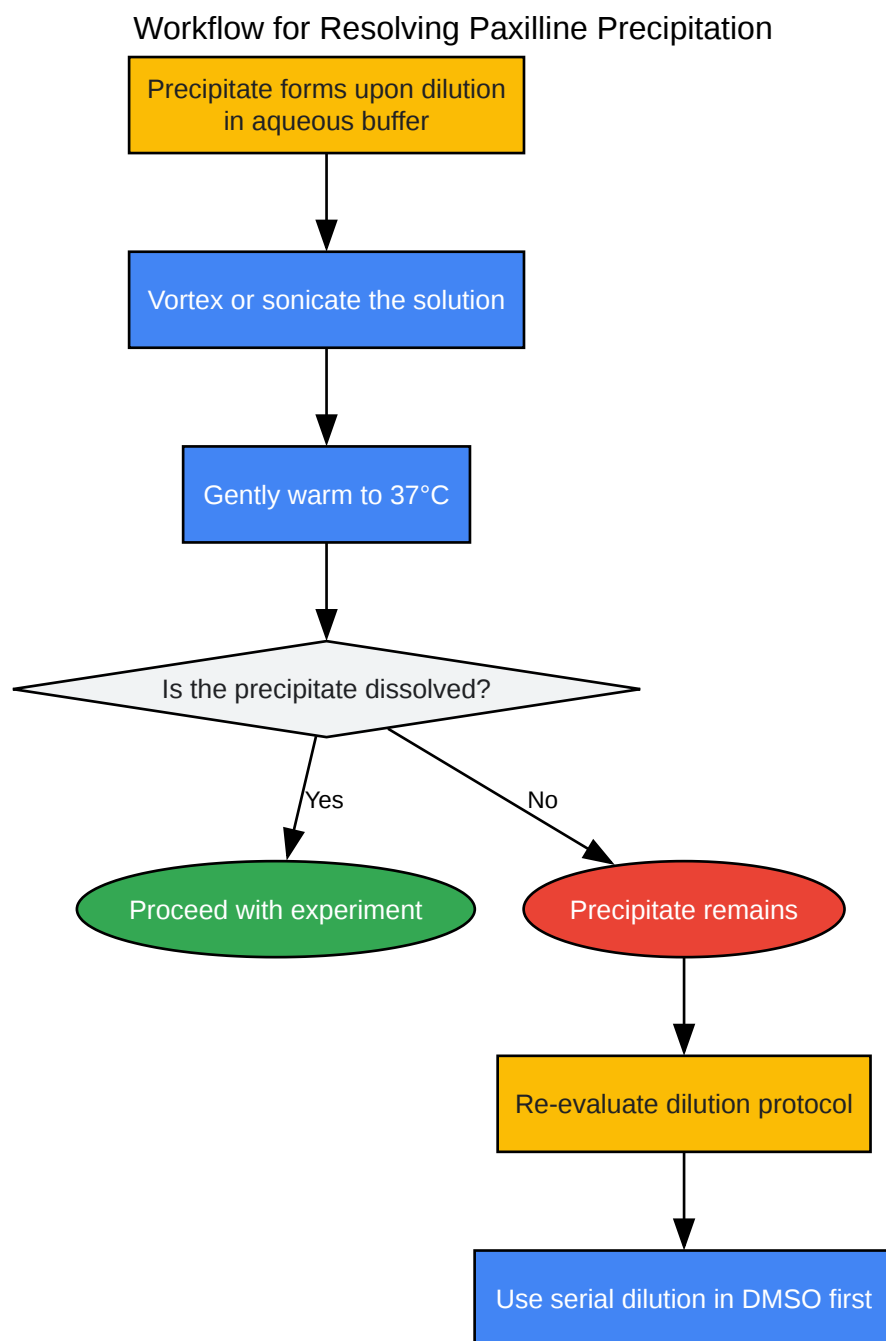 Workflow for Resolving Paxilline Precipitation
Precipitate forms upon dilution
in aqueous buffer
Vortex or sonicate the solution
Gently warm to 37°C
Is the precipitate dissolved?
Yes
No
Proceed with experiment
Precipitate remains
Re-evaluate dilution protocol
Use serial dilution in DMSO first